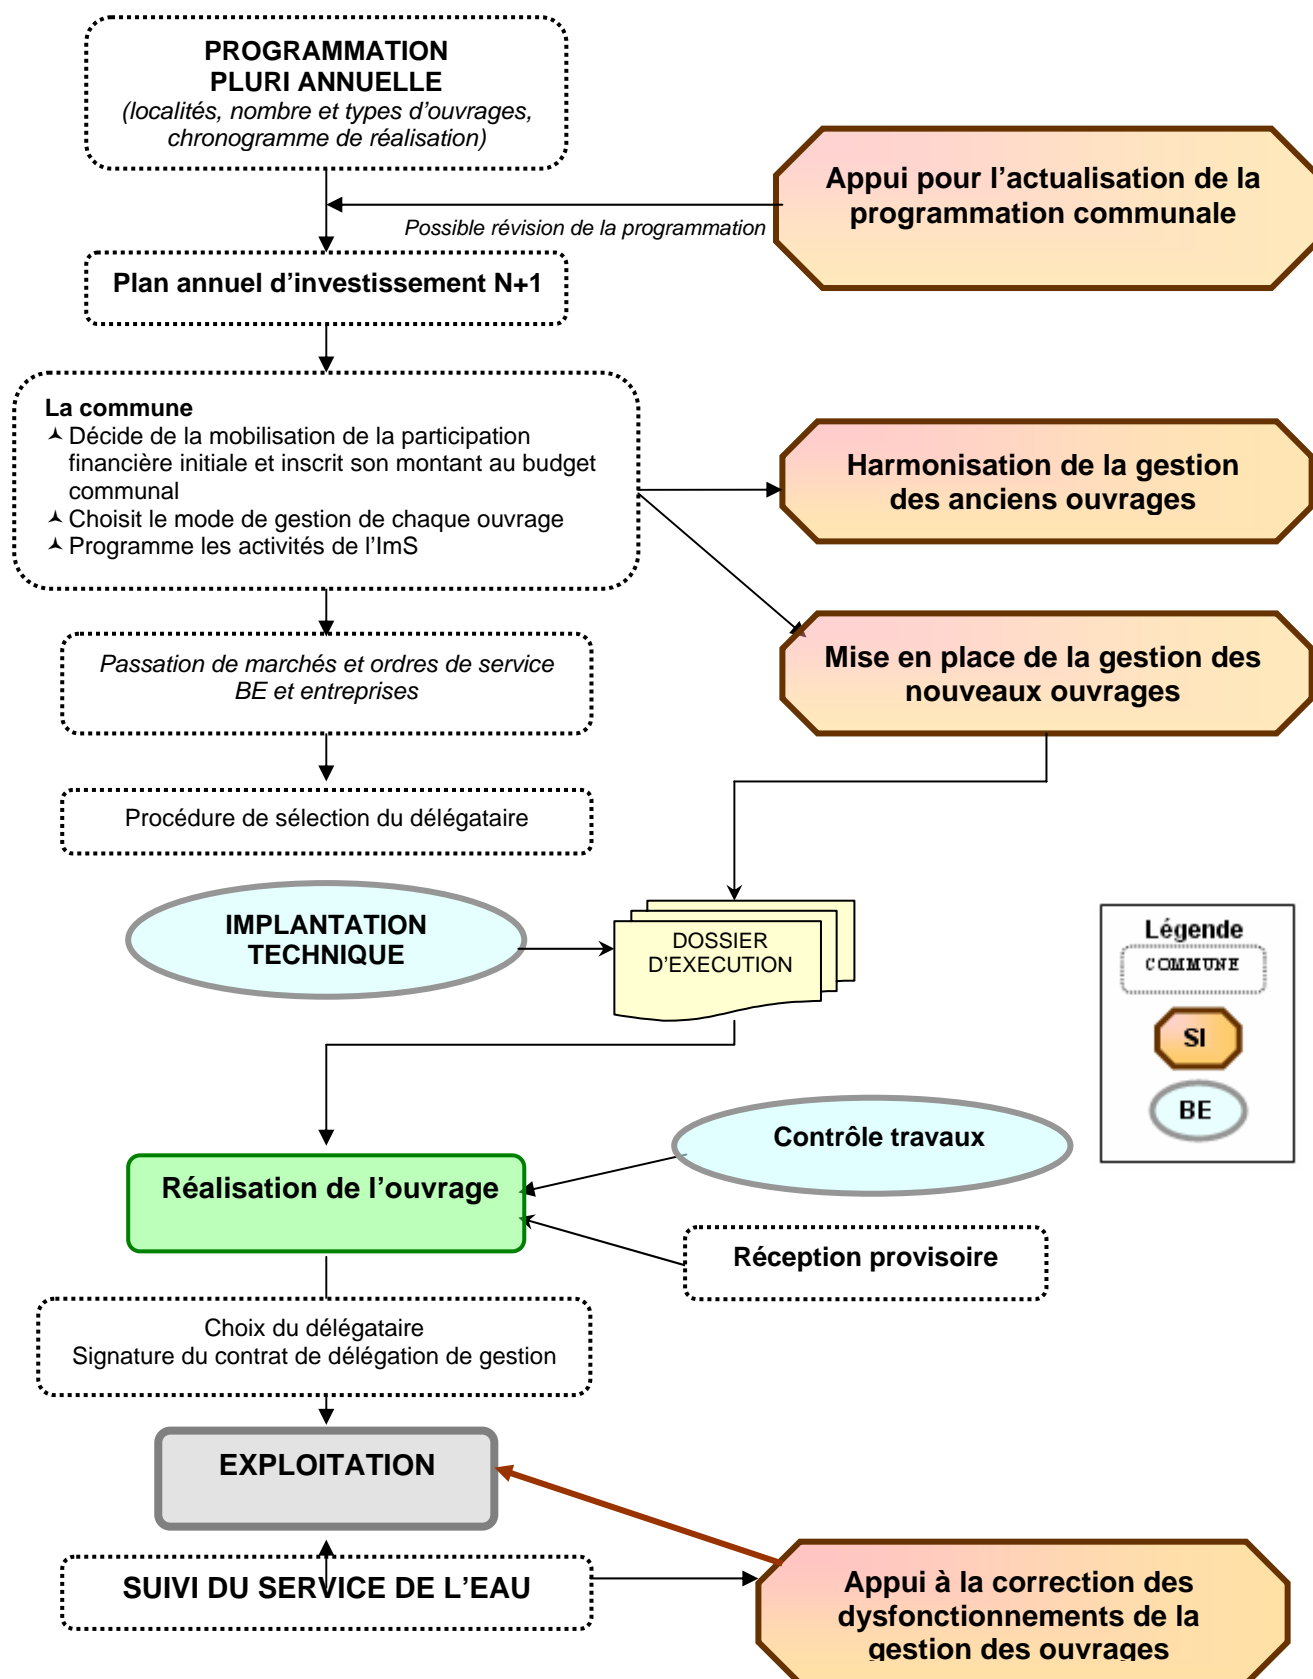 PROGRAMMATION
PLURI ANNUELLE
(localités, nombre et types d'ouvrages,
chronogramme de réalisation)
Appui pour l'actualisation de la
programmation communale
Possible révision de la programmation
Plan annuel d'investissement N+1
La commune
Décide de la mobilisation de la participation
financière initiale et inscrit son montant au budget
communal
Choisit le mode de gestion de chaque ouvrage
Programme les activités de l'ImS
Harmonisation de la gestion
des anciens ouvrages
Passation de marchés et ordres de service
BE et entreprises
Mise en place de la gestion des
nouveaux ouvrages
Procédure de sélection du délégataire
IMPLANTATION
TECHNIQUE
DOSSIER
D'EXECUTION
Légende
COMMUNE
SI
BE
Contrôle travaux
Réalisation de l'ouvrage
Réception provisoire
Choix du délégataire
Signature du contrat de délégation de gestion
EXPLOITATION
SUIVI DU SERVICE DE L'EAU
Appui à la correction des
dysfonctionnements de la
gestion des ouvrages